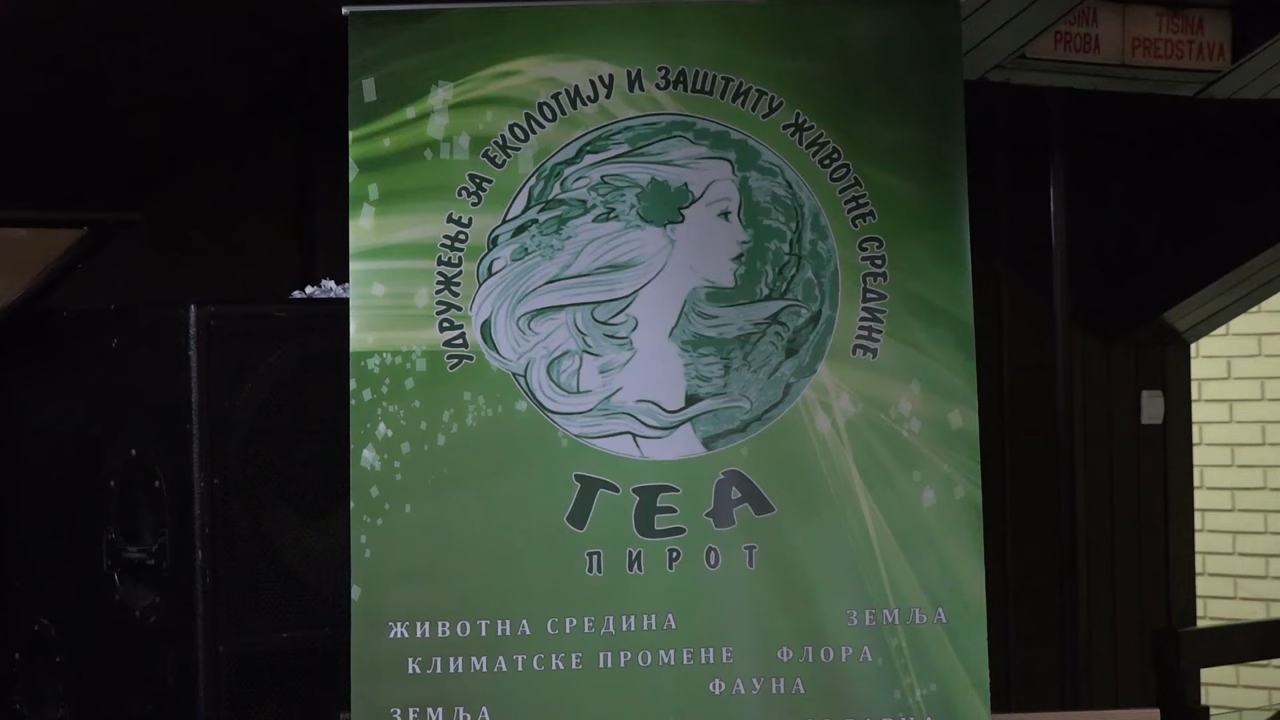 TIŠINA
PROBA
TIŠINA
PREDSTAVA
УДРУЖЕЊЕ ЗА ЕКОЛОГИЈУ И ЗАШТИТУ ЖИВОТНЕ СРЕДИНЕ
ГЕА
ПИРОТ
ЖИВОТНА СРЕДИНА ЗЕМЉА
КЛИМАТСКЕ ПРОМЕНЕ ФЛОРА
ФАУНА
ЗЕМЉА